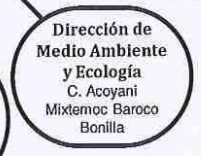 Dirección de
Medio Ambiente
y Ecología
C. Acoyani
Mixtemoc Baroco
Bonilla